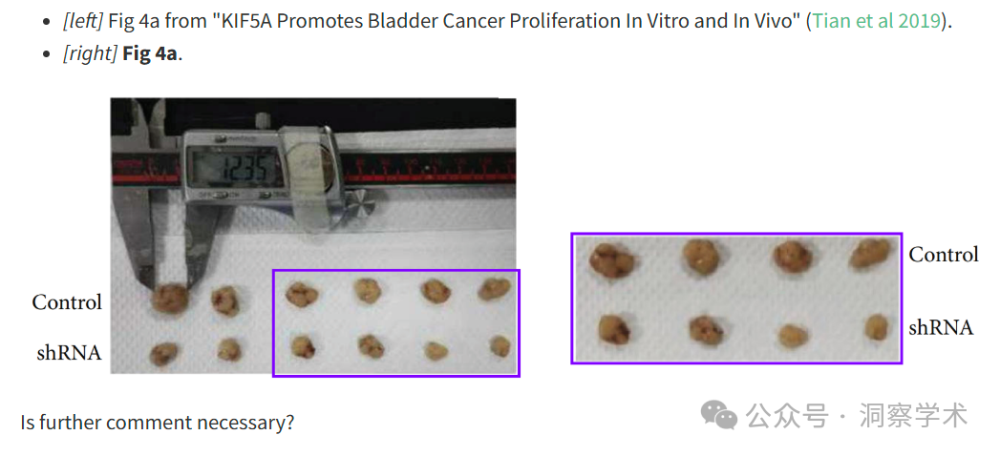 [left] Fig 4a from "KIF5A Promotes Bladder Cancer Proliferation In Vitro and In Vivo" (Tian et al 2019).
[right] Fig 4a.
12.35
Control
shRNA
Control
shRNA
Is further comment necessary?
公众号 · 洞察学术